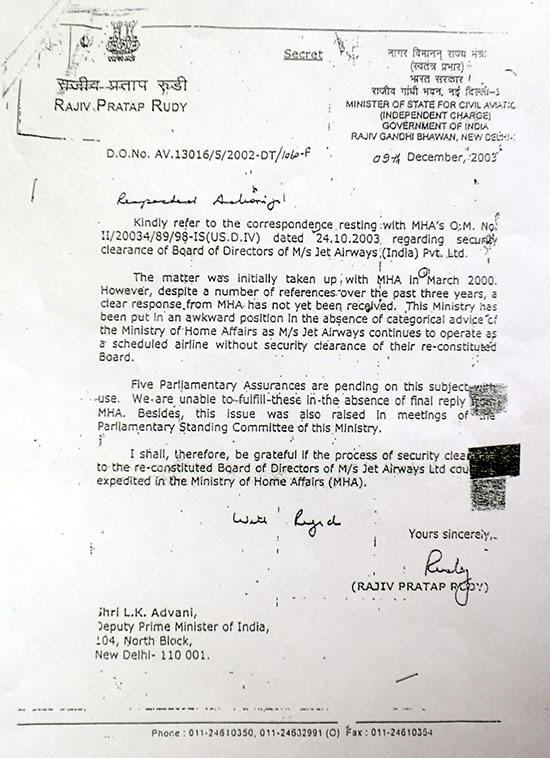 Secret
नागर विमानन राज्य मंत्री
(स्वतंत्र प्रभार)
भारत सरकार
राजीव गांधी भवन, नई दिल्ली-
राजीव प्रताप रूडी
RAJIV PRATAP RUDY
MINISTER OF STATE FOR CIVIL AVIATIC
(INDEPENDENT CHARGE)
GOVERNMENT OF INDIA
RAJIV GANDHI BHAWAN, NEW DELHI-
D.O.No. AV.13016/5/2002-DT/1060-F
09th December, 2003
Respected Advaniji
Kindly refer to the correspondence resting with MHA's O.M. No.
II/20034/89/98-IS(US.D.IV) dated 24.10.2003 regarding security
clearance of Board of Directors of M/s Jet Airways (India) Pvt. Ltd.
The matter was initially taken up with MHA in March 2000.
However, despite a number of references over the past three years, a
clear response from MHA has not yet been received. This Ministry has
been put in an awkward position in the absence of categorical advice of
the Ministry of Home Affairs as M/s Jet Airways continues to operate as
a scheduled airline without security clearance of their re-constituted
Board.
Five Parliamentary Assurances are pending on this subject with
use. We are unable to fulfill these in the absence of final reply
MHA. Besides, this issue was also raised in meetings of the
Parliamentary Standing Committee of this Ministry.
I shall, therefore, be grateful if the process of security clea
to the re-constituted Board of Directors of M/s Jet Airways Ltd cou
expedited in the Ministry of Home Affairs (MHA).
With Regards
Yours sincerely,
Rudy
(RAJIV PRATAP RUDY)
Shri L.K. Advani,
Deputy Prime Minister of India,
104, North Block,
New Delhi- 110 001.
Phone : 011-24610350, 011-24632991 (O) Fax : 011-24610354